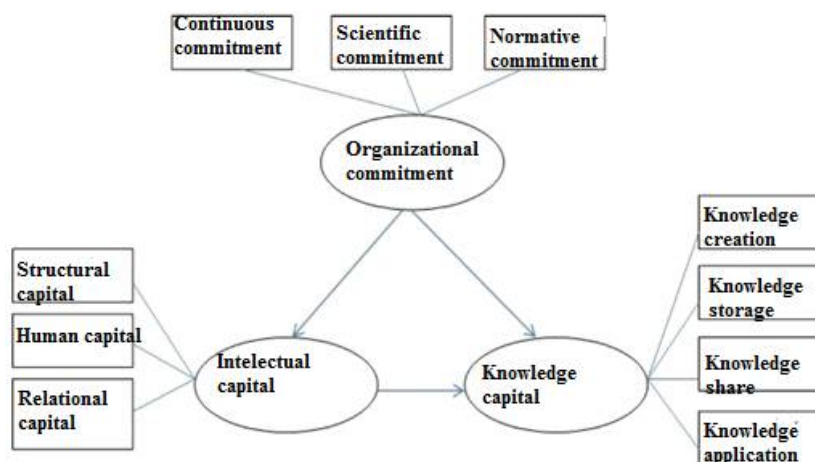 Continuous
commitment
Scientific
commitment
Normative
commitment
Organizational
commitment
Structural
capital
Human capital
Relational
capital
Intelectual
capital
Knowledge
capital
Knowledge
creation
Knowledge
storage
Knowledge
share
Knowledge
application